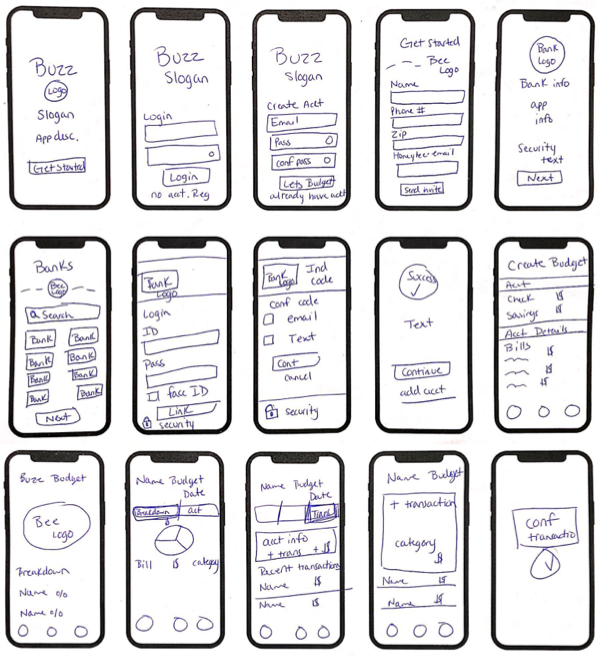 Buzz
Logo
Slogan
App desc.
Get Started
Buzz
Slogan
Login
Login
no act. Reg
Buzz
Slogan
Create Acct
Email
Pass
conf pass
Lets Budget
already have act
Get Started
Bee
Logo
Name
Phone #
Zip
email
Send invite
Bank
Logo
Bank info
app
info
Security
text
Next
Banks
Bee
Logo
Search
Bank Bank
Bank Bank
Bank Bank
Bank Bank
Next
Bank
Logo
Login
ID
Pass
face ID
Link
security
Bank
Logo
Ind
code
Conf code
email
Text
Cont
cancel
security
Success
Text
Continue
add acct
Create Budget
Acct
Check $
Savings $
Acct Details
Bills $
$
$
Buzz Budget
Bee
Logo
Breakdown
Name %
Name %
Name Budget
Date
Breakdown act
Bill $ category
Name Budget
Date
Trans
acct info
+ trans + $
Recent transactions
Name $
Name $
Name Budget
+ transaction
category
$
Name $
Name $
conf
transactio